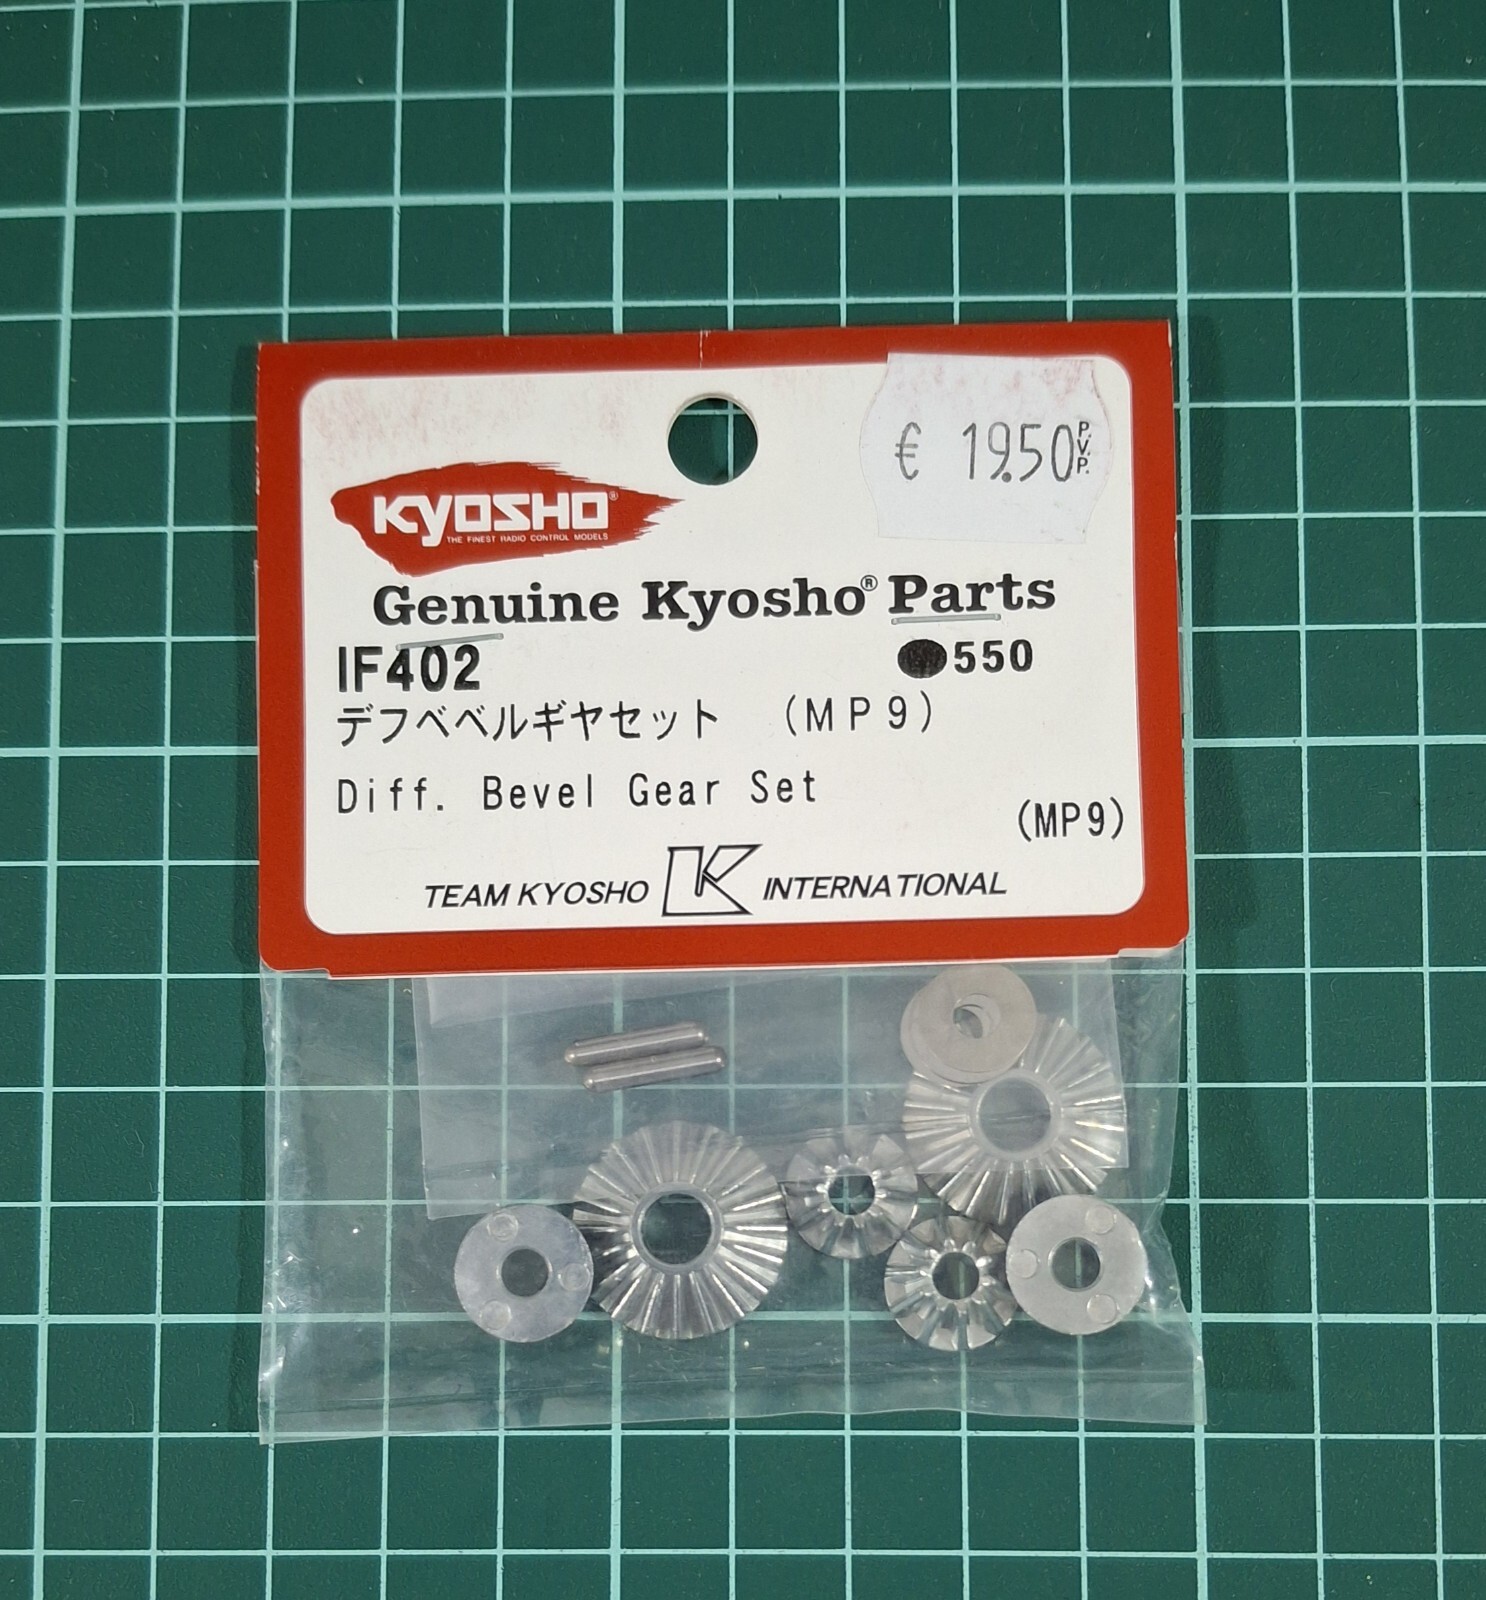 € 19.50 P.V.P.
KYOSHO®
THE FINEST RADIO CONTROL MODELS
Genuine Kyosho® Parts
IF402 ●550
デフベベルギヤセット (MP9)
Diff. Bevel Gear Set
(MP9)
TEAM KYOSHO K INTERNATIONAL